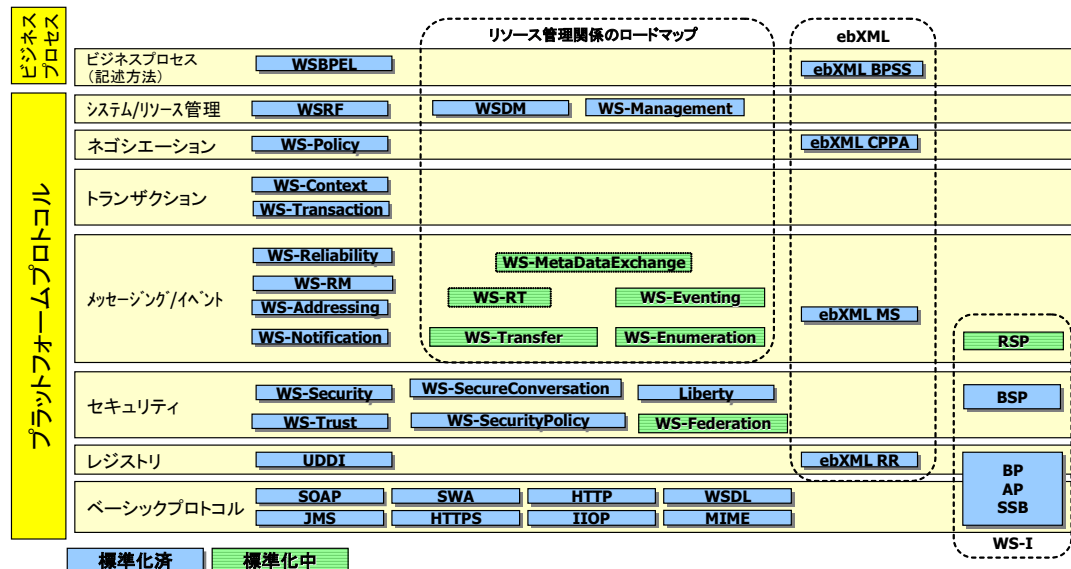 ビジネス
プロセス
リソース管理関係のロードマップ
ebXML
ビジネスプロセス
（記述方法）
WSBPEL
ebXML BPSS
プラットフォームプロトコル
システム/リソース管理
WSRF
WSDM
WS-Management
ネゴシエーション
WS-Policy
ebXML CPPA
トランザクション
WS-Context
WS-Transaction
メッセージング/イベント
WS-Reliability
WS-RM
WS-Addressing
WS-Notification
WS-MetaDataExchange
WS-RT
WS-Eventing
WS-Transfer
WS-Enumeration
ebXML MS
RSP
セキュリティ
WS-Security
WS-SecureConversation
Liberty
WS-Trust
WS-SecurityPolicy
WS-Federation
BSP
レジストリ
UDDI
ebXML RR
BP
AP
SSB
ベーシックプロトコル
SOAP
SWA
HTTP
WSDL
JMS
HTTPS
IIOP
MIME
WS-I
標準化済
標準化中